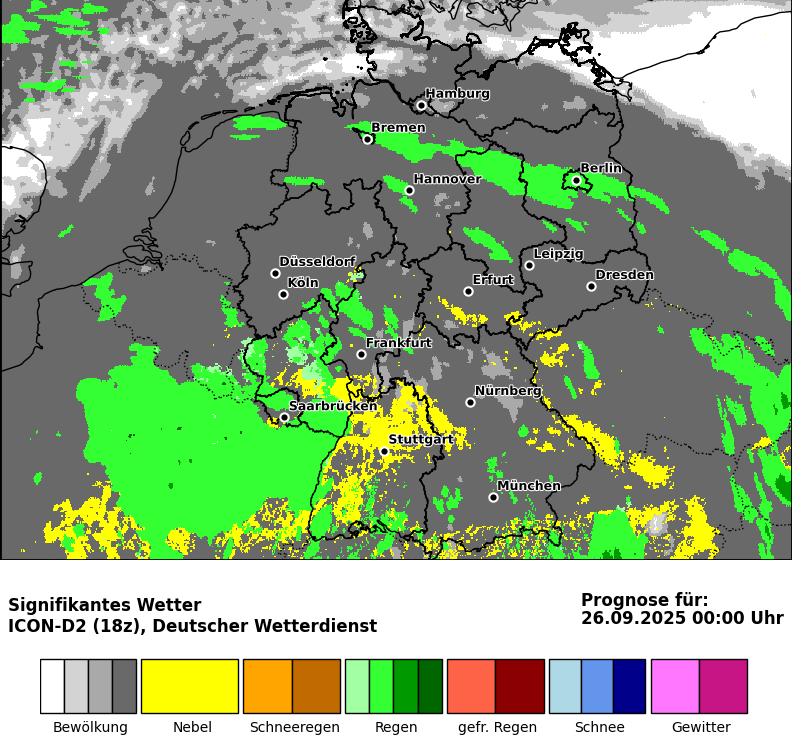 Hamburg
Bremen
Berlin
Hannover
Leipzig
Düsseldorf
Dresden
Köln
Erfurt
Frankfurt
Nürnberg
Saarbrücken
Stuttgart
München
Signifikantes Wetter
ICON-D2 (18z), Deutscher Wetterdienst
Prognose für:
26.09.2025 00:00 Uhr
Bewölkung Nebel Schneeregen Regen gefr. Regen Schnee Gewitter